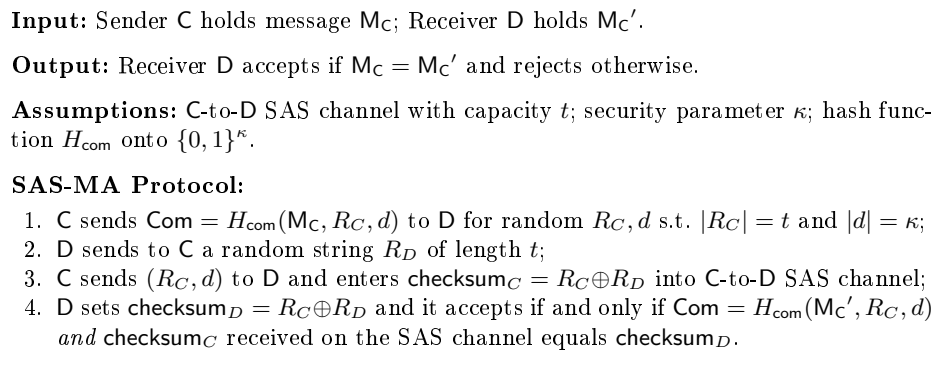 Input: Sender C holds message M_C; Receiver D holds M_C′.
Output: Receiver D accepts if M_C = M_C′ and rejects otherwise.
Assumptions: C-to-D SAS channel with capacity t; security parameter κ; hash func-
tion H_com onto {0, 1}^κ.
SAS-MA Protocol:
1. C sends Com = H_com(M_C, R_C, d) to D for random R_C, d s.t. |R_C| = t and |d| = κ;
2. D sends to C a random string R_D of length t;
3. C sends (R_C, d) to D and enters checksum_C = R_C⊕R_D into C-to-D SAS channel;
4. D sets checksum_D = R_C⊕R_D and it accepts if and only if Com = H_com(M_C′, R_C, d)
and checksum_C received on the SAS channel equals checksum_D.